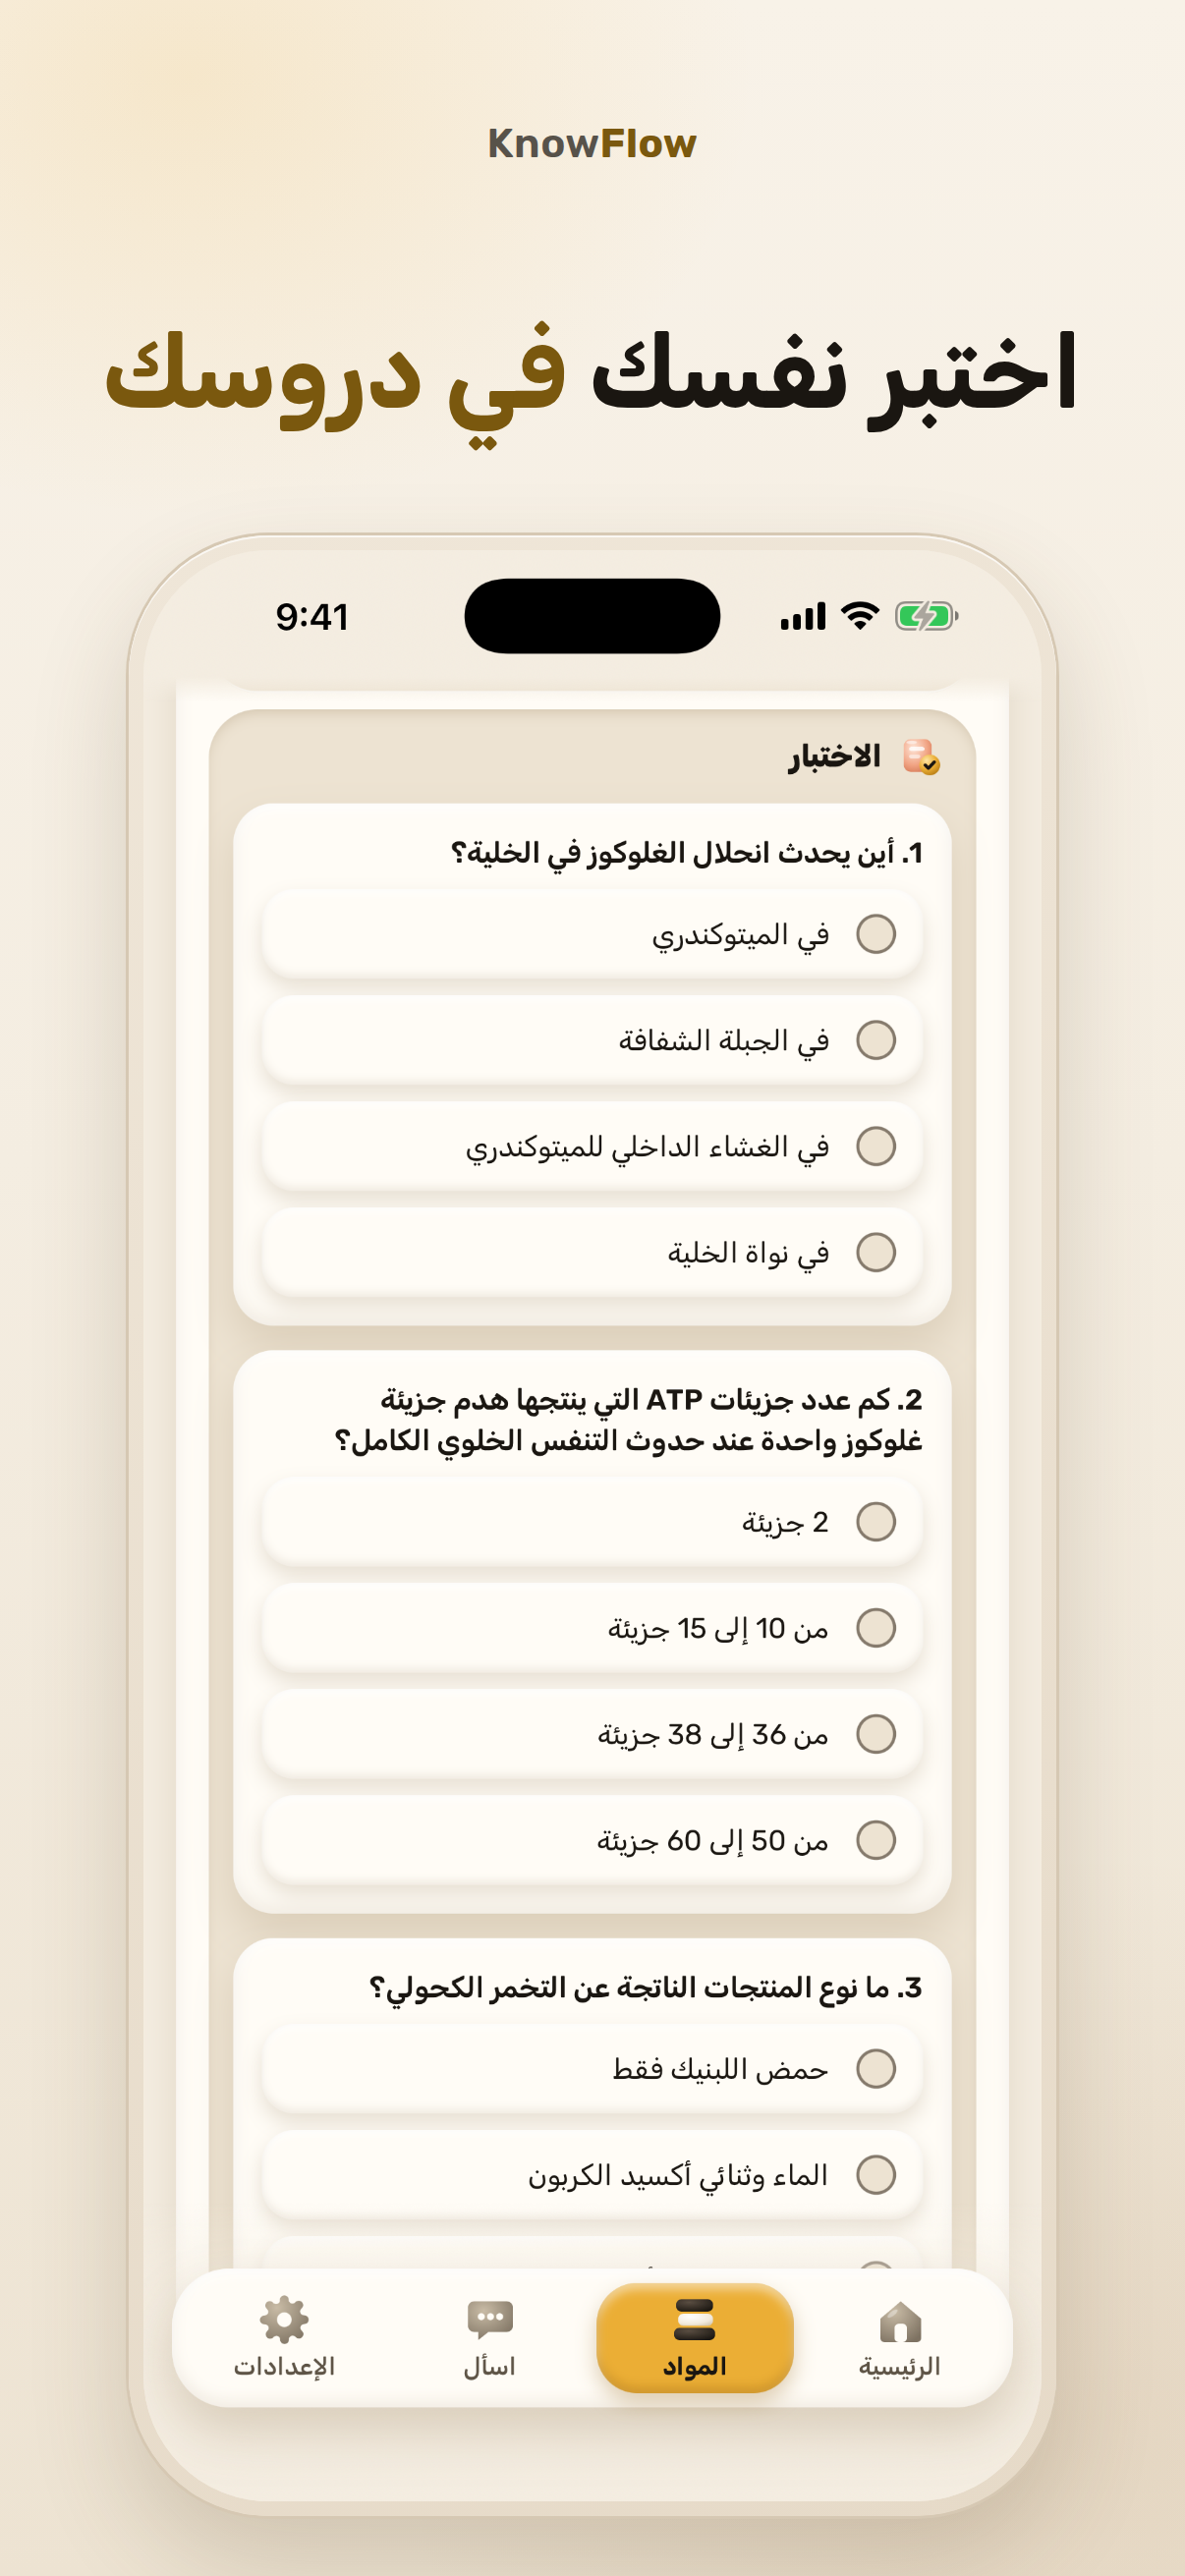 KnowFlow
اختبر نفسك في دروسك
9:41
الاختبار
1. أين يحدث انحلال الغلوكوز في الخلية؟
في الميتوكندري
في الجبلة الشفافة
في الغشاء الداخلي للميتوكندري
في نواة الخلية
2. كم عدد جزيئات ATP التي ينتجها هدم جزيئة
غلوكوز واحدة عند حدوث التنفس الخلوي الكامل؟
2 جزيئة
من 10 إلى 15 جزيئة
من 36 إلى 38 جزيئة
من 50 إلى 60 جزيئة
3. ما نوع المنتجات الناتجة عن التخمر الكحولي؟
حمض اللبنيك فقط
الماء وثنائي أكسيد الكربون
الرئيسية
المواد
اسأل
الإعدادات